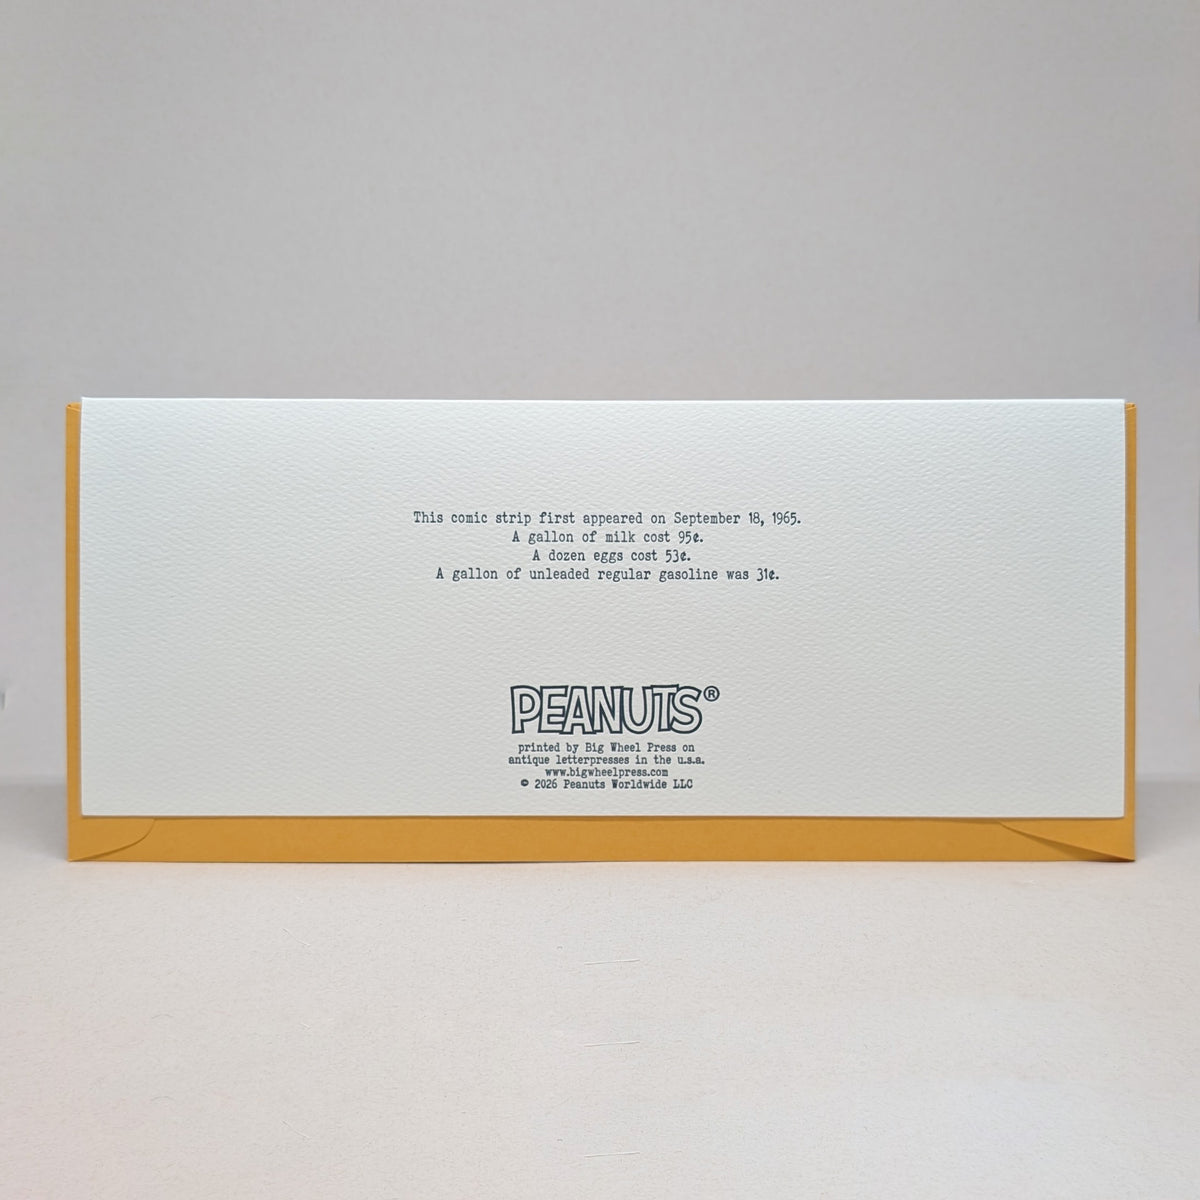 This comic strip first appeared on September 18, 1965.
A gallon of milk cost 95¢.
A dozen eggs cost 53¢.
A gallon of unleaded regular gasoline was 31¢.
PEANUTS®
printed by Big Wheel Press on
antique letterpresses in the u.s.a.
www.bigwheelpress.com
© 2026 Peanuts Worldwide LLC